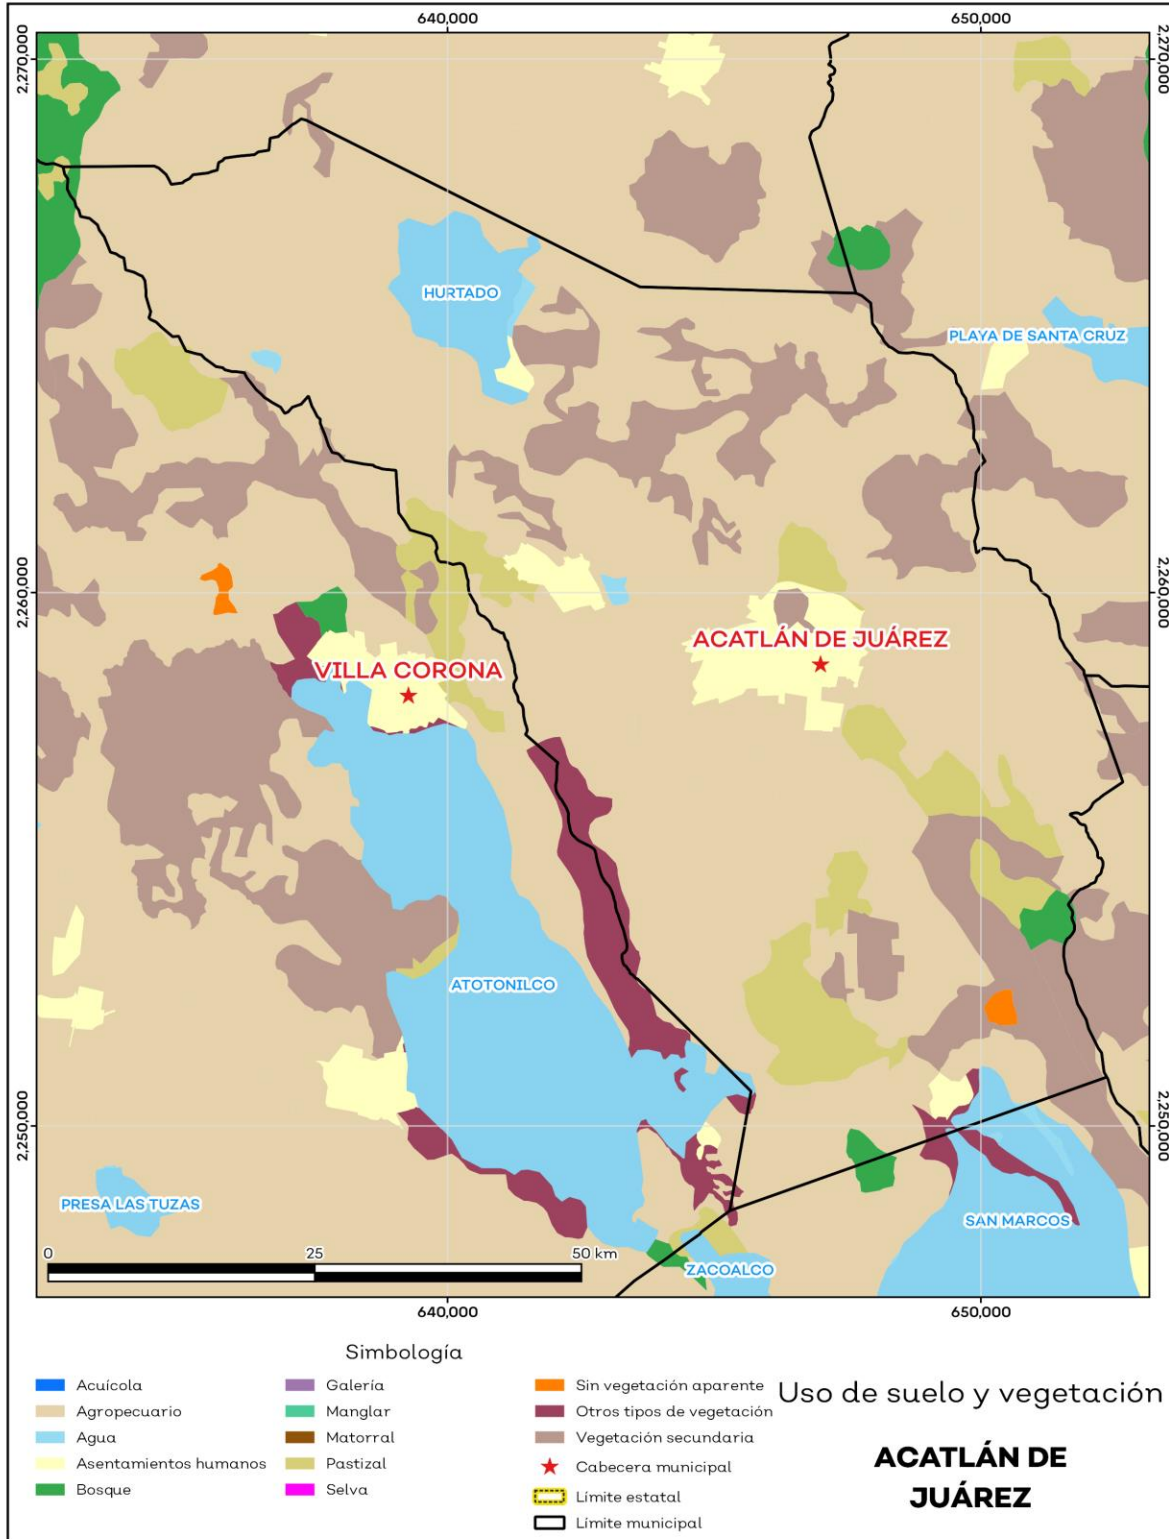 640,000
650,000
2,270,000
2,270,000
HURTADO
PLAYA DE SANTA CRUZ
2,260,000
2,260,000
ACATLÁN DE JUÁREZ
VILLA CORONA
ATOTONILCO
2,250,000
2,250,000
PRESA LAS TUZAS
SAN MARCOS
ZACOALCO
0
25
50 km
640,000
650,000
Simbología
Acuícola
Agropecuario
Agua
Asentamientos humanos
Bosque
Galería
Manglar
Matorral
Pastizal
Selva
Sin vegetación aparente
Otros tipos de vegetación
Vegetación secundaria
Cabecera municipal
Límite estatal
Límite municipal
Uso de suelo y vegetación
ACATLÁN DE
JUÁREZ